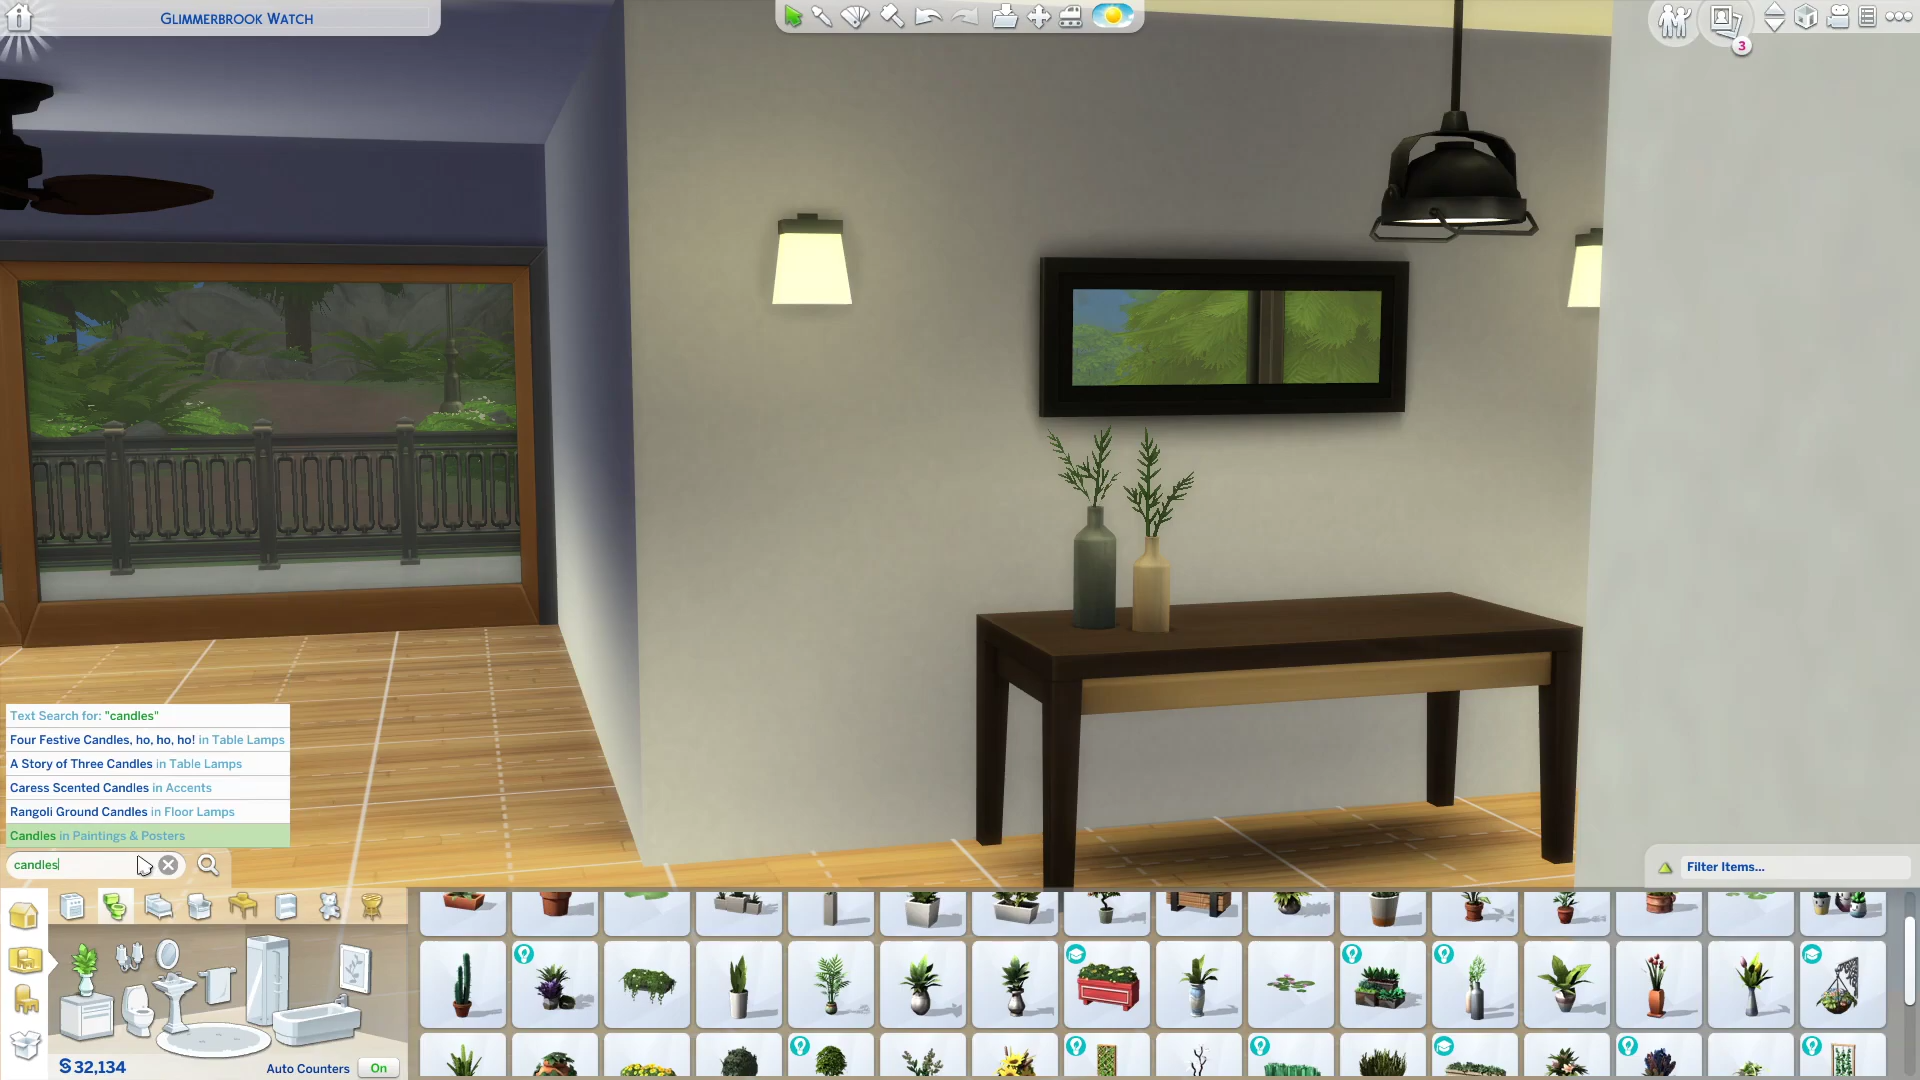 Glimmerbrook Watch
3
Text Search for: "candles"
Four Festive Candles, ho, ho, ho! in Table Lamps
A Story of Three Candles in Table Lamps
Caress Scented Candles in Accents
Rangoli Ground Candles in Floor Lamps
Candles in Paintings & Posters
candles
Filter Items...
§32,134
Auto Counters On